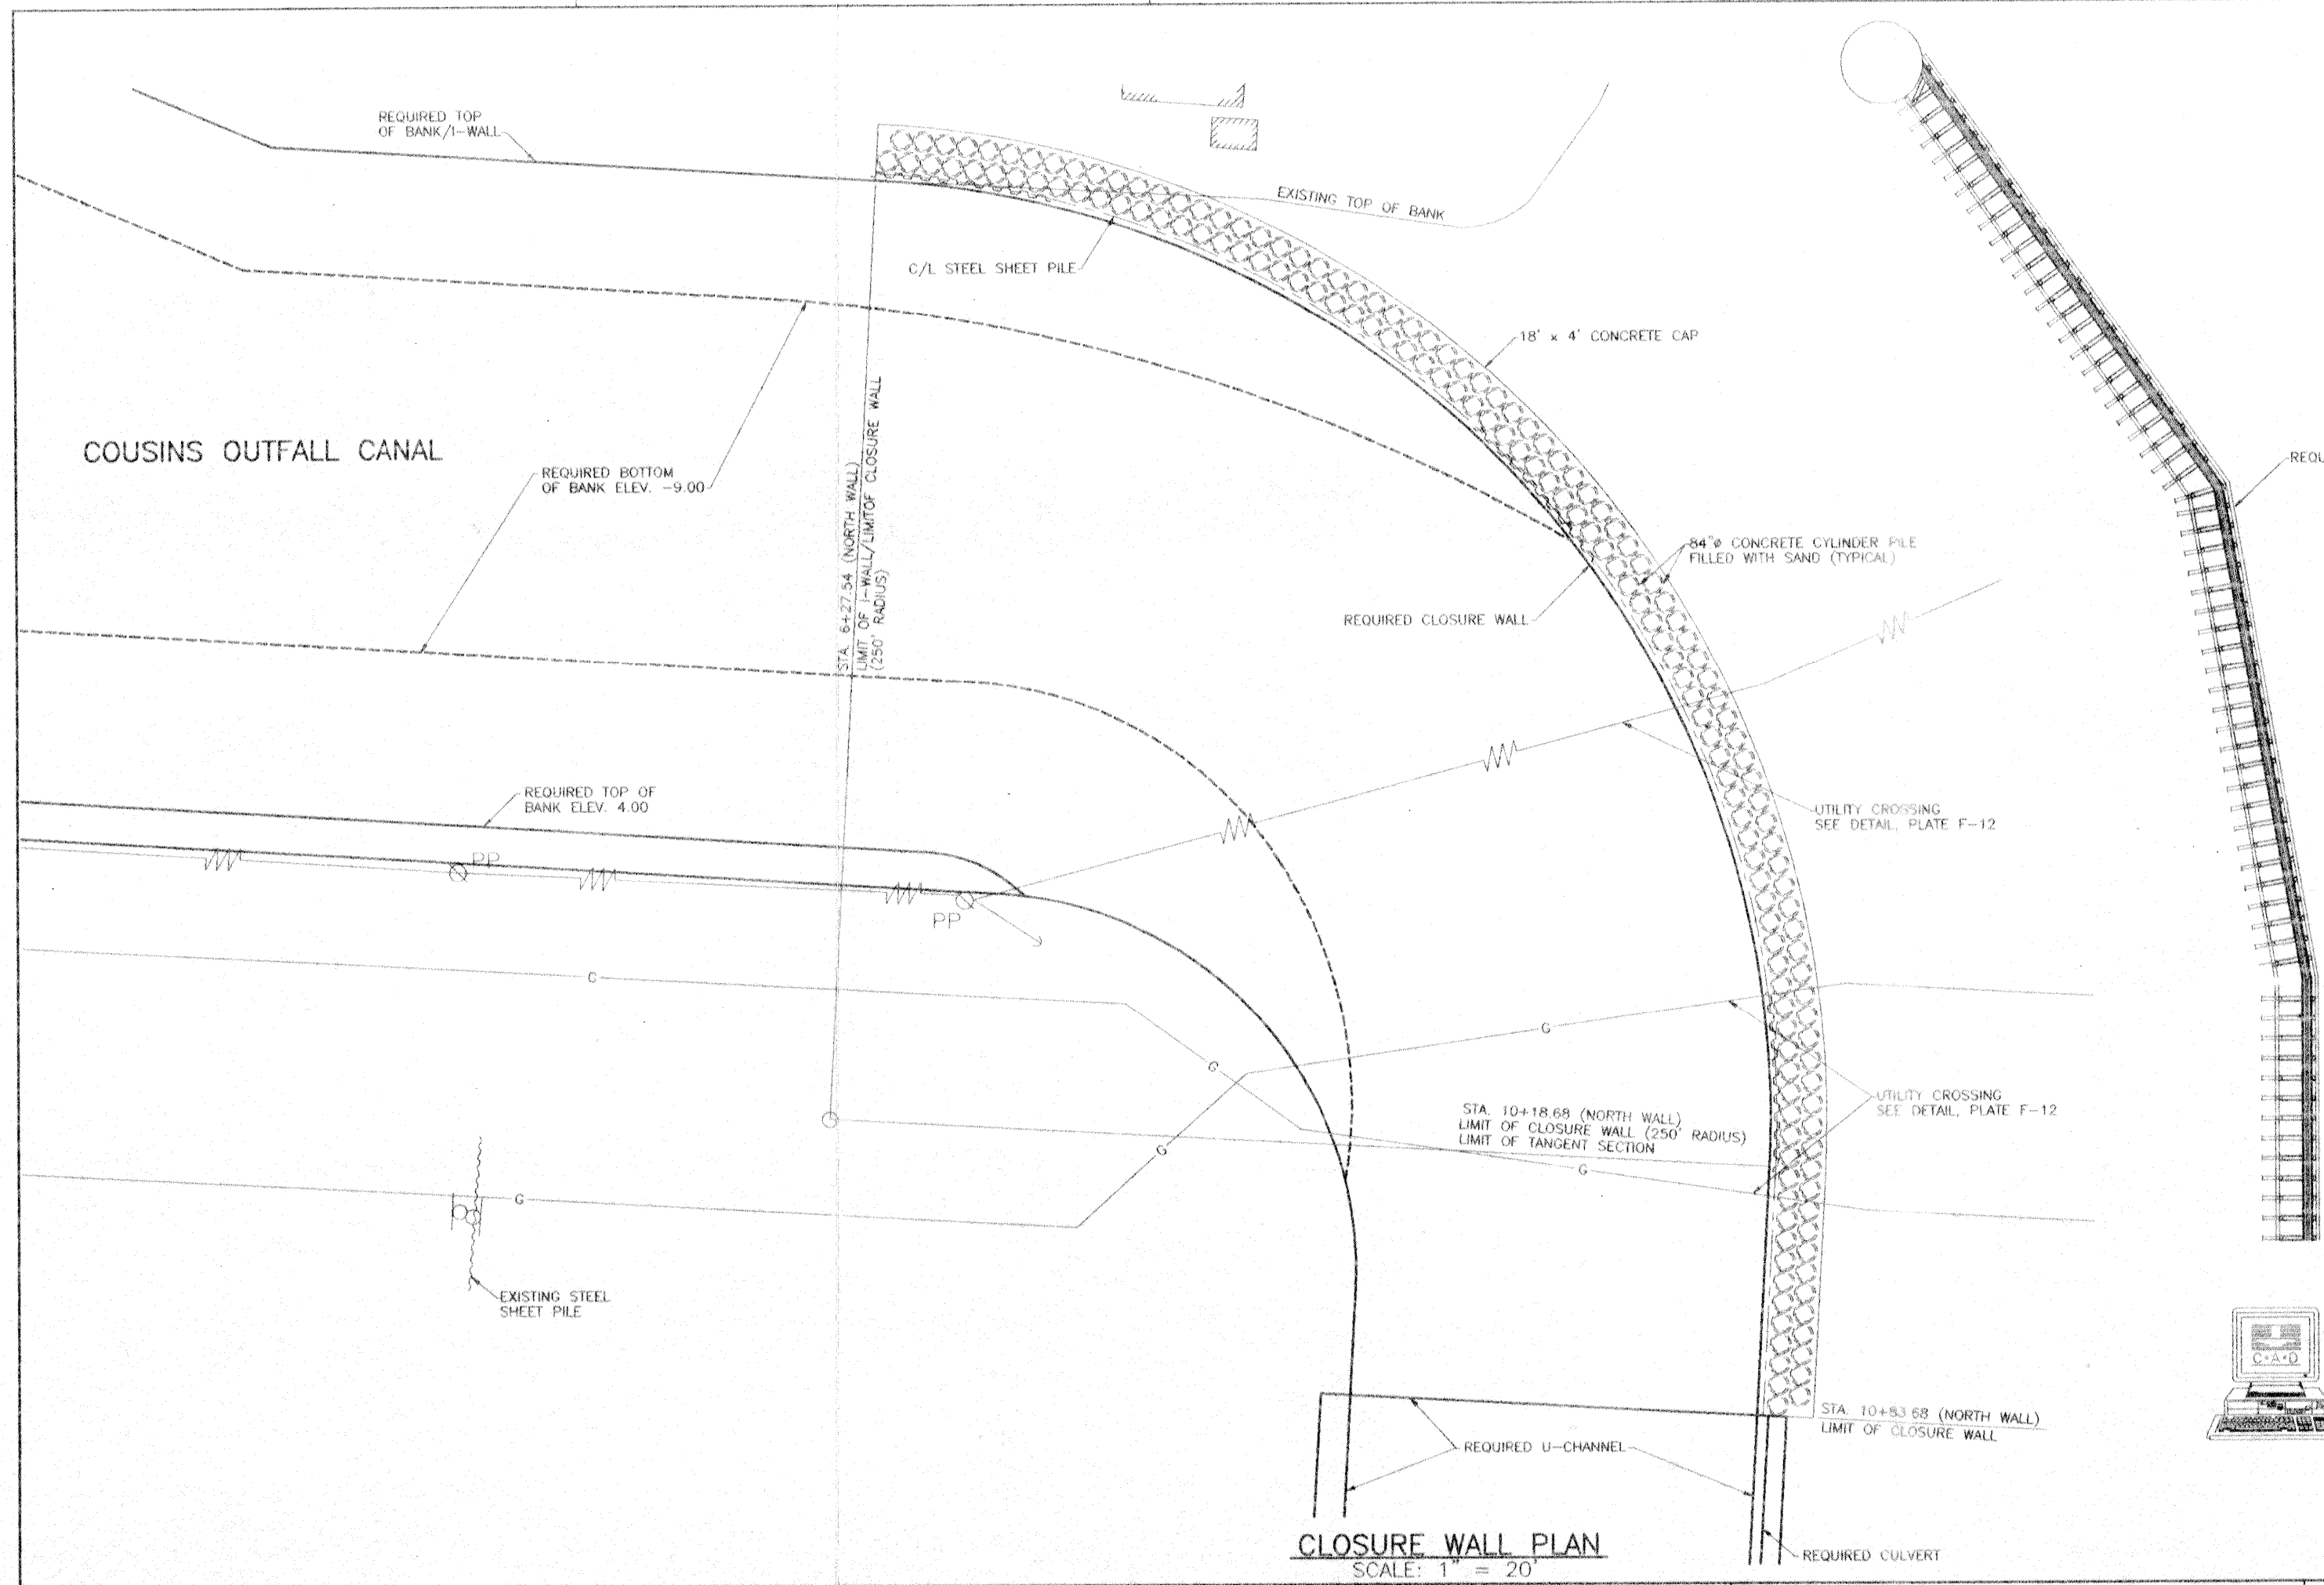 REQUIRED TOP
OF BANK/I-WALL
EXISTING TOP OF BANK
C/L STEEL SHEET PILE
18' x 4' CONCRETE CAP
COUSINS OUTFALL CANAL
REQUIRED BOTTOM
OF BANK ELEV. -9.00
STA. 6+27.54 (NORTH WALL)
LIMIT OF I-WALL/LIMITOF CLOSURE WALL
(250' RADIUS)
REQU
84"ø CONCRETE CYLINDER PILE
FILLED WITH SAND (TYPICAL)
REQUIRED CLOSURE WALL
REQUIRED TOP OF
BANK ELEV. 4.00
UTILITY CROSSING
SEE DETAIL, PLATE F-12
PP
PP
G
G
G
UTILITY CROSSING
SEE DETAIL, PLATE F-12
STA. 10+18.68 (NORTH WALL)
LIMIT OF CLOSURE WALL (250' RADIUS)
LIMIT OF TANGENT SECTION
G
G
G
EXISTING STEEL
SHEET PILE
C•A•D
STA. 10+83.68 (NORTH WALL)
LIMIT OF CLOSURE WALL
REQUIRED U-CHANNEL
CLOSURE WALL PLAN
SCALE: 1" = 20'
REQUIRED CULVERT